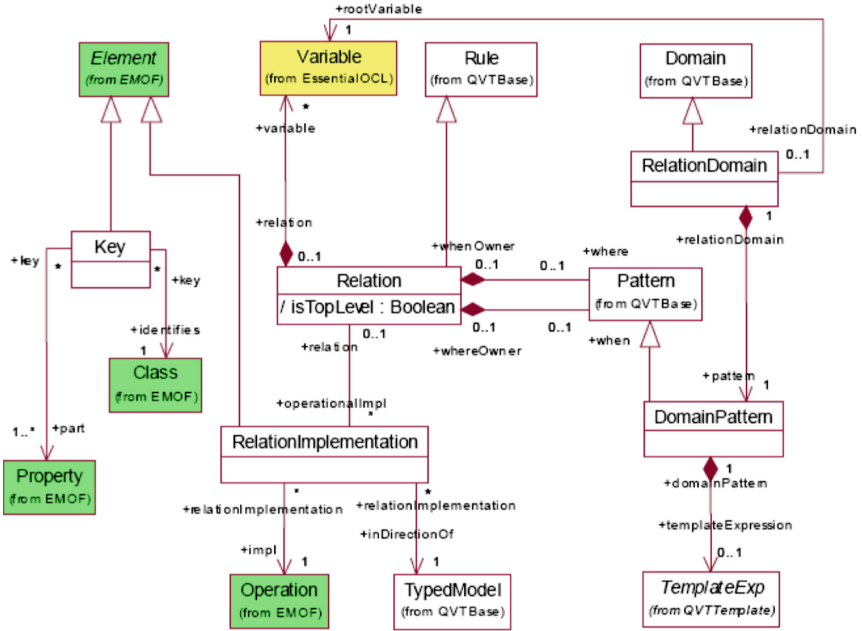 +rootVariable
1
Element
(from EMOF)
Variable
(from EssentialOCL)
Rule
(from QVTBase)
Domain
(from QVTBase)
*
+variable
+relationDomain
0..1
RelationDomain
1
+relationDomain
+relation
0..1
Key
+key
*
*
+key
+whenOwner
0..1
0..1
+where
Relation
/ isTopLevel : Boolean
Pattern
(from QVTBase)
0..1
+relation
0..1
+whereOwner
0..1
+when
+identifies
1
Class
(from EMOF)
+pattern
1
+operationalImpl
*
DomainPattern
1..*
+part
RelationImplementation
Property
(from EMOF)
1
+domainPattern
*
+relationImplementation
*
+relationImplementation
+templateExpression
+inDirectionOf
+impl
1
1
0..1
Operation
(from EMOF)
TypedModel
(from QVTBase)
TemplateExp
(from QVTTemplate)